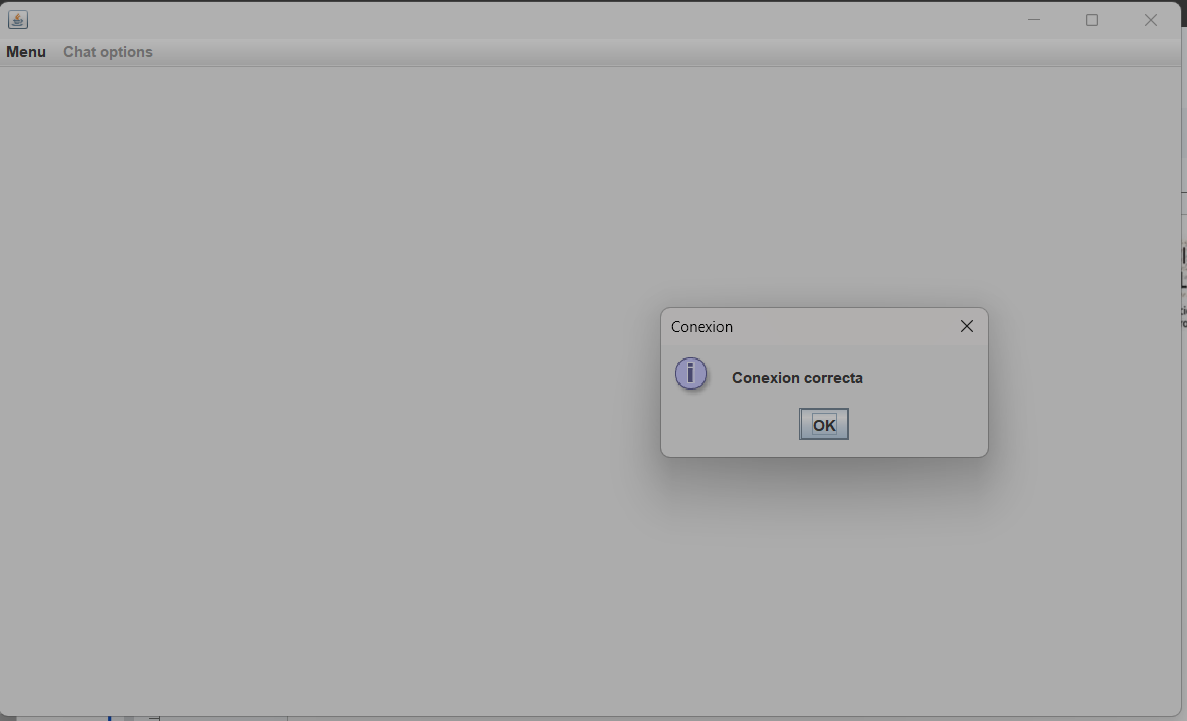 Menu Chat options
Conexion
Conexion correcta
OK